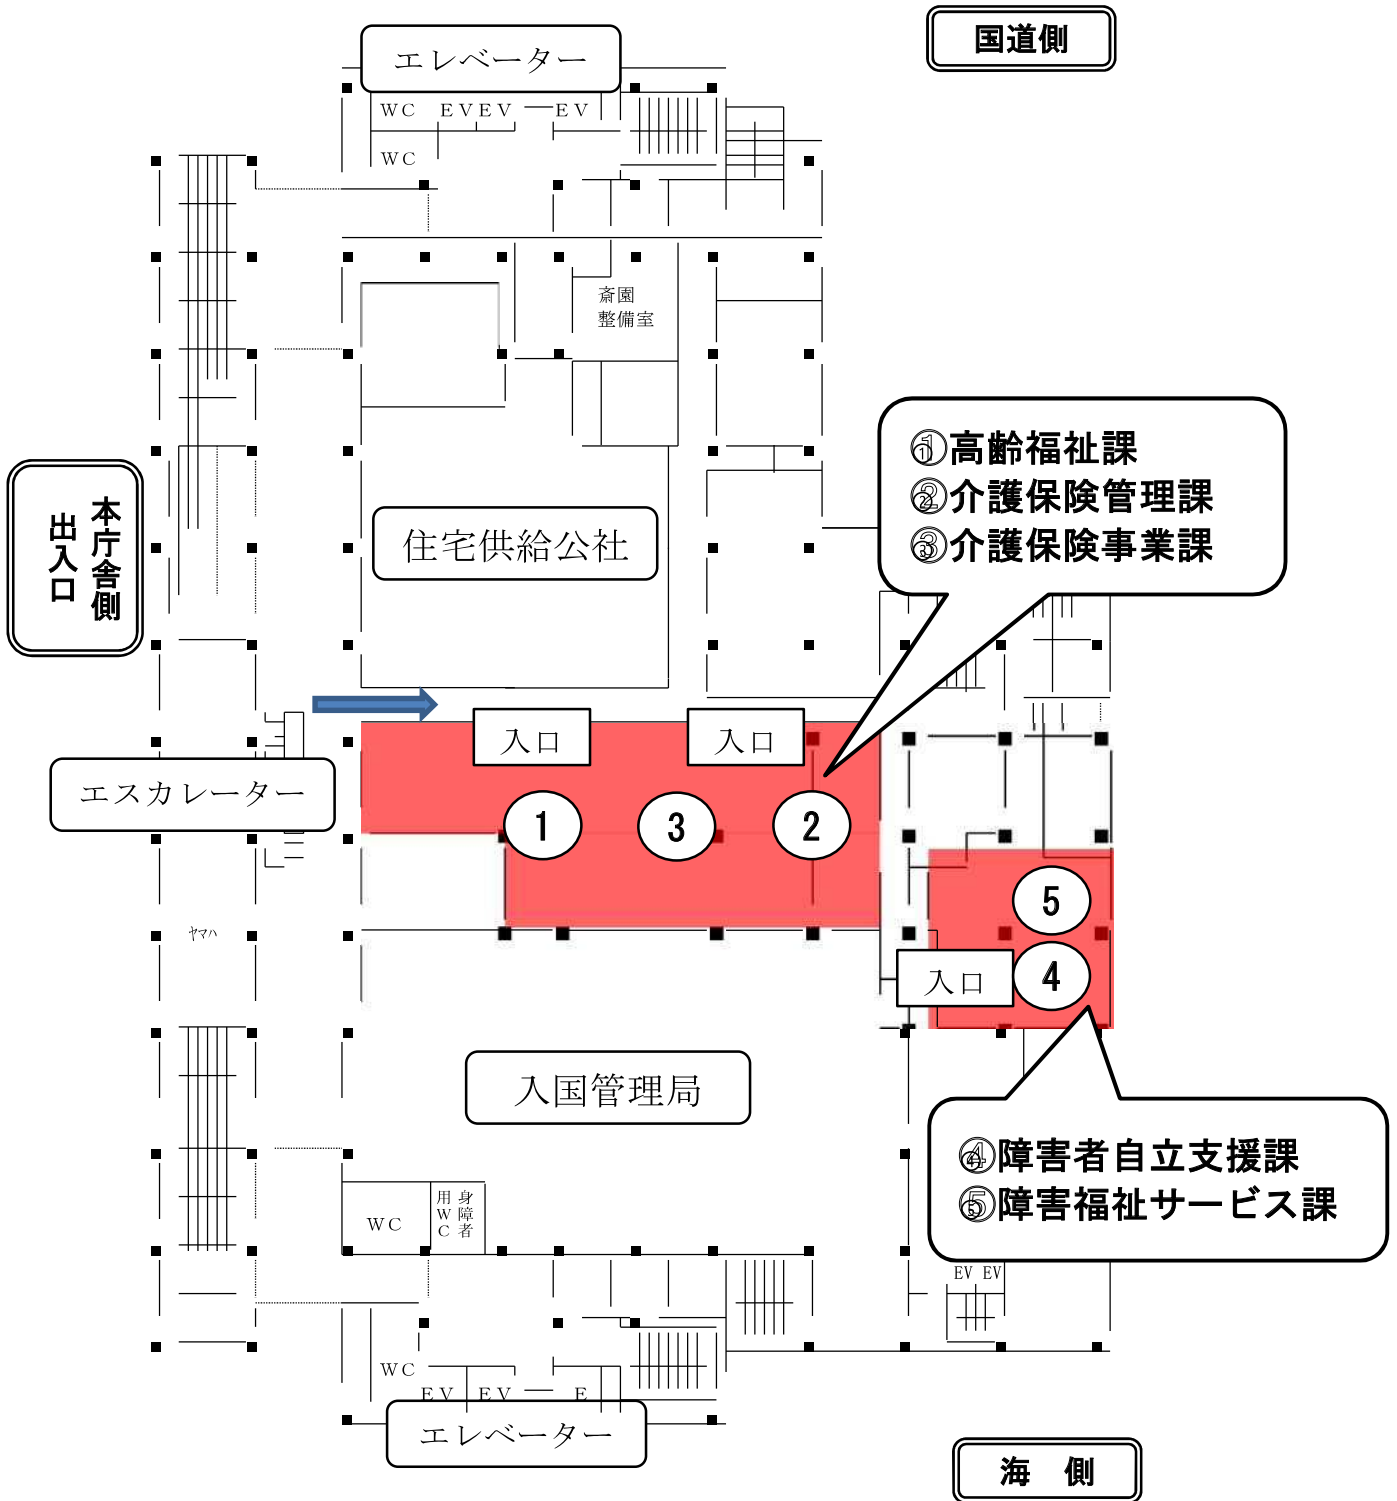 国道側
エレベーター
WC EVEV EV
WC
斎園
整備室
①高齢福祉課
②介護保険管理課
③介護保険事業課
本庁舎側
出入口
住宅供給公社
入口
入口
エスカレーター
1
3
2
5
ヤマハ
入口
4
入国管理局
④障害者自立支援課
⑤障害福祉サービス課
WC
身障者
用WC
EV EV
WC
EV EV E
エレベーター
海 側